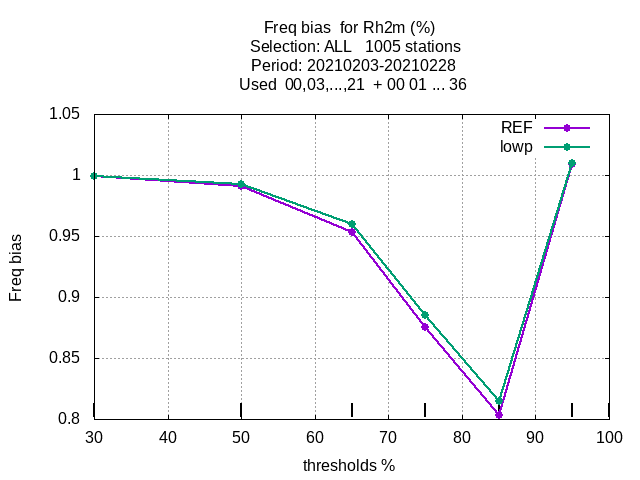 Freq bias  for Rh2m (%)
Selection: ALL   1005 stations
Period: 20210203-20210228
Used  00,03,...,21  + 00 01 ... 36
1.05
REF
lowp
1
0.95
Freq bias
0.9
0.85
0.8
30 40 50 60 70 80 90 100
thresholds %